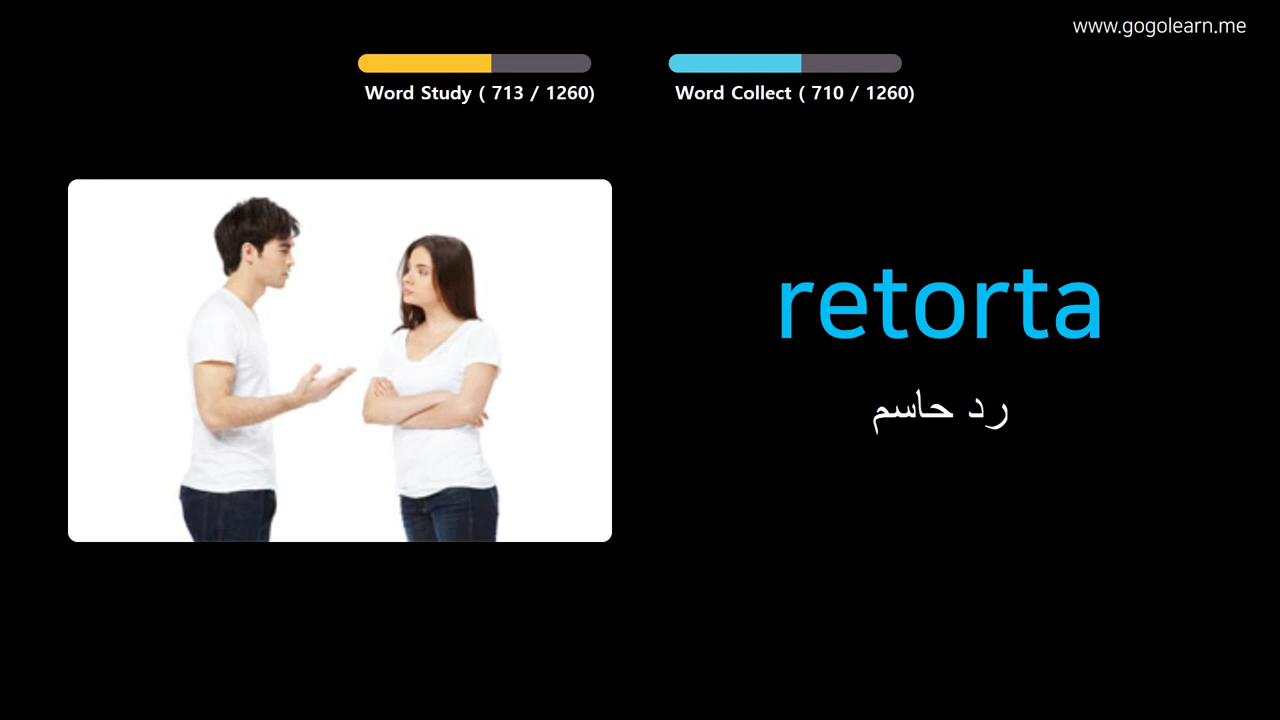 www.gogolearn.me
Word Study ( 713 / 1260)
Word Collect ( 710 / 1260)
retorta
رد حاسم